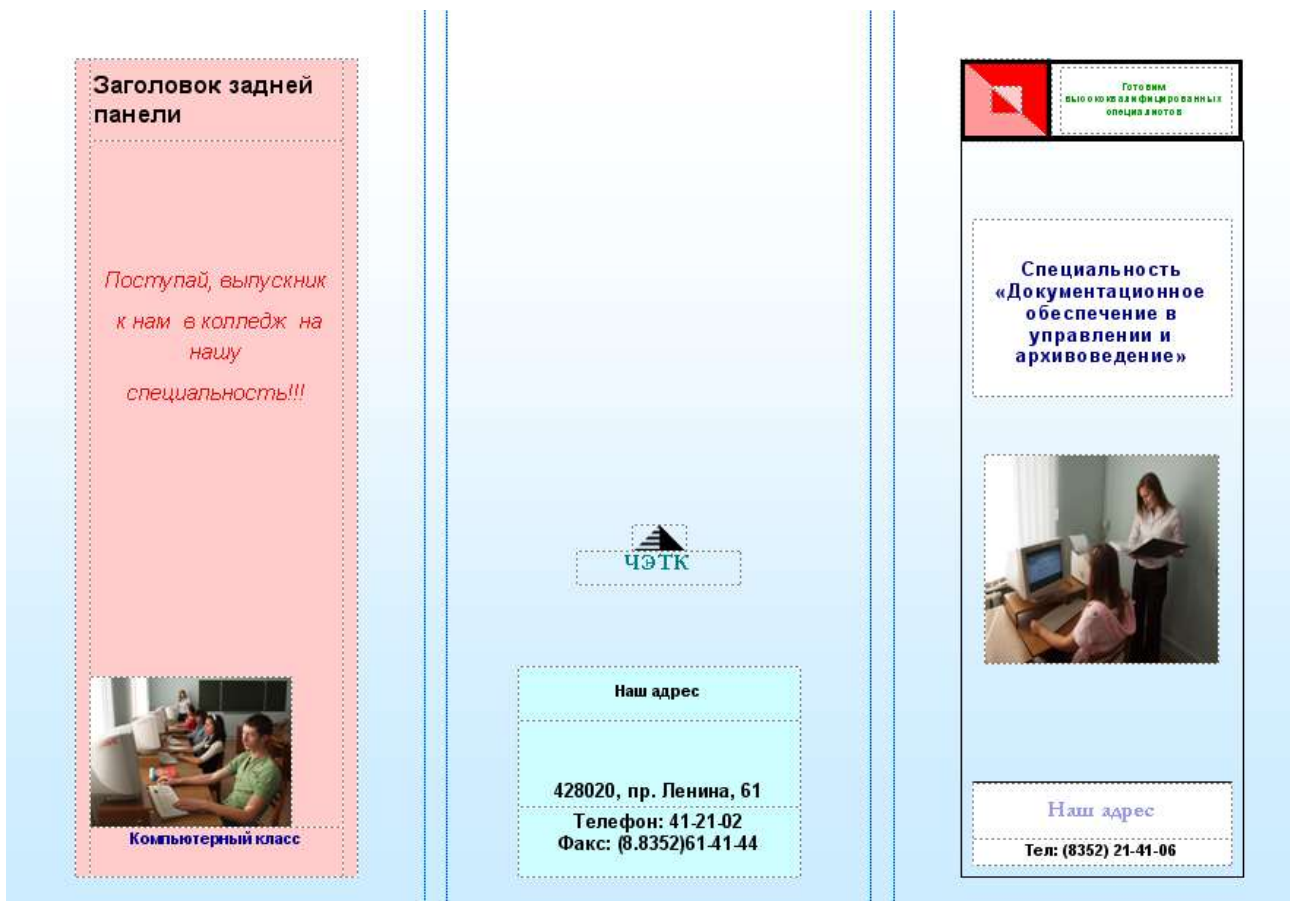 Заголовок задней
панели
Поступай, выпускник
к нам в колледж на
нашу
специальность!!!
Компьютерный класс
ЧЭТК
Наш адрес
428020, пр. Ленина, 61
Телефон: 41-21-02
Факс: (8.8352)61-41-44
Готовим
высококвалифицированных
специалистов
Специальность
«Документационное
обеспечение в
управлении и
архивоведение»
Наш адрес
Тел: (8352) 21-41-06